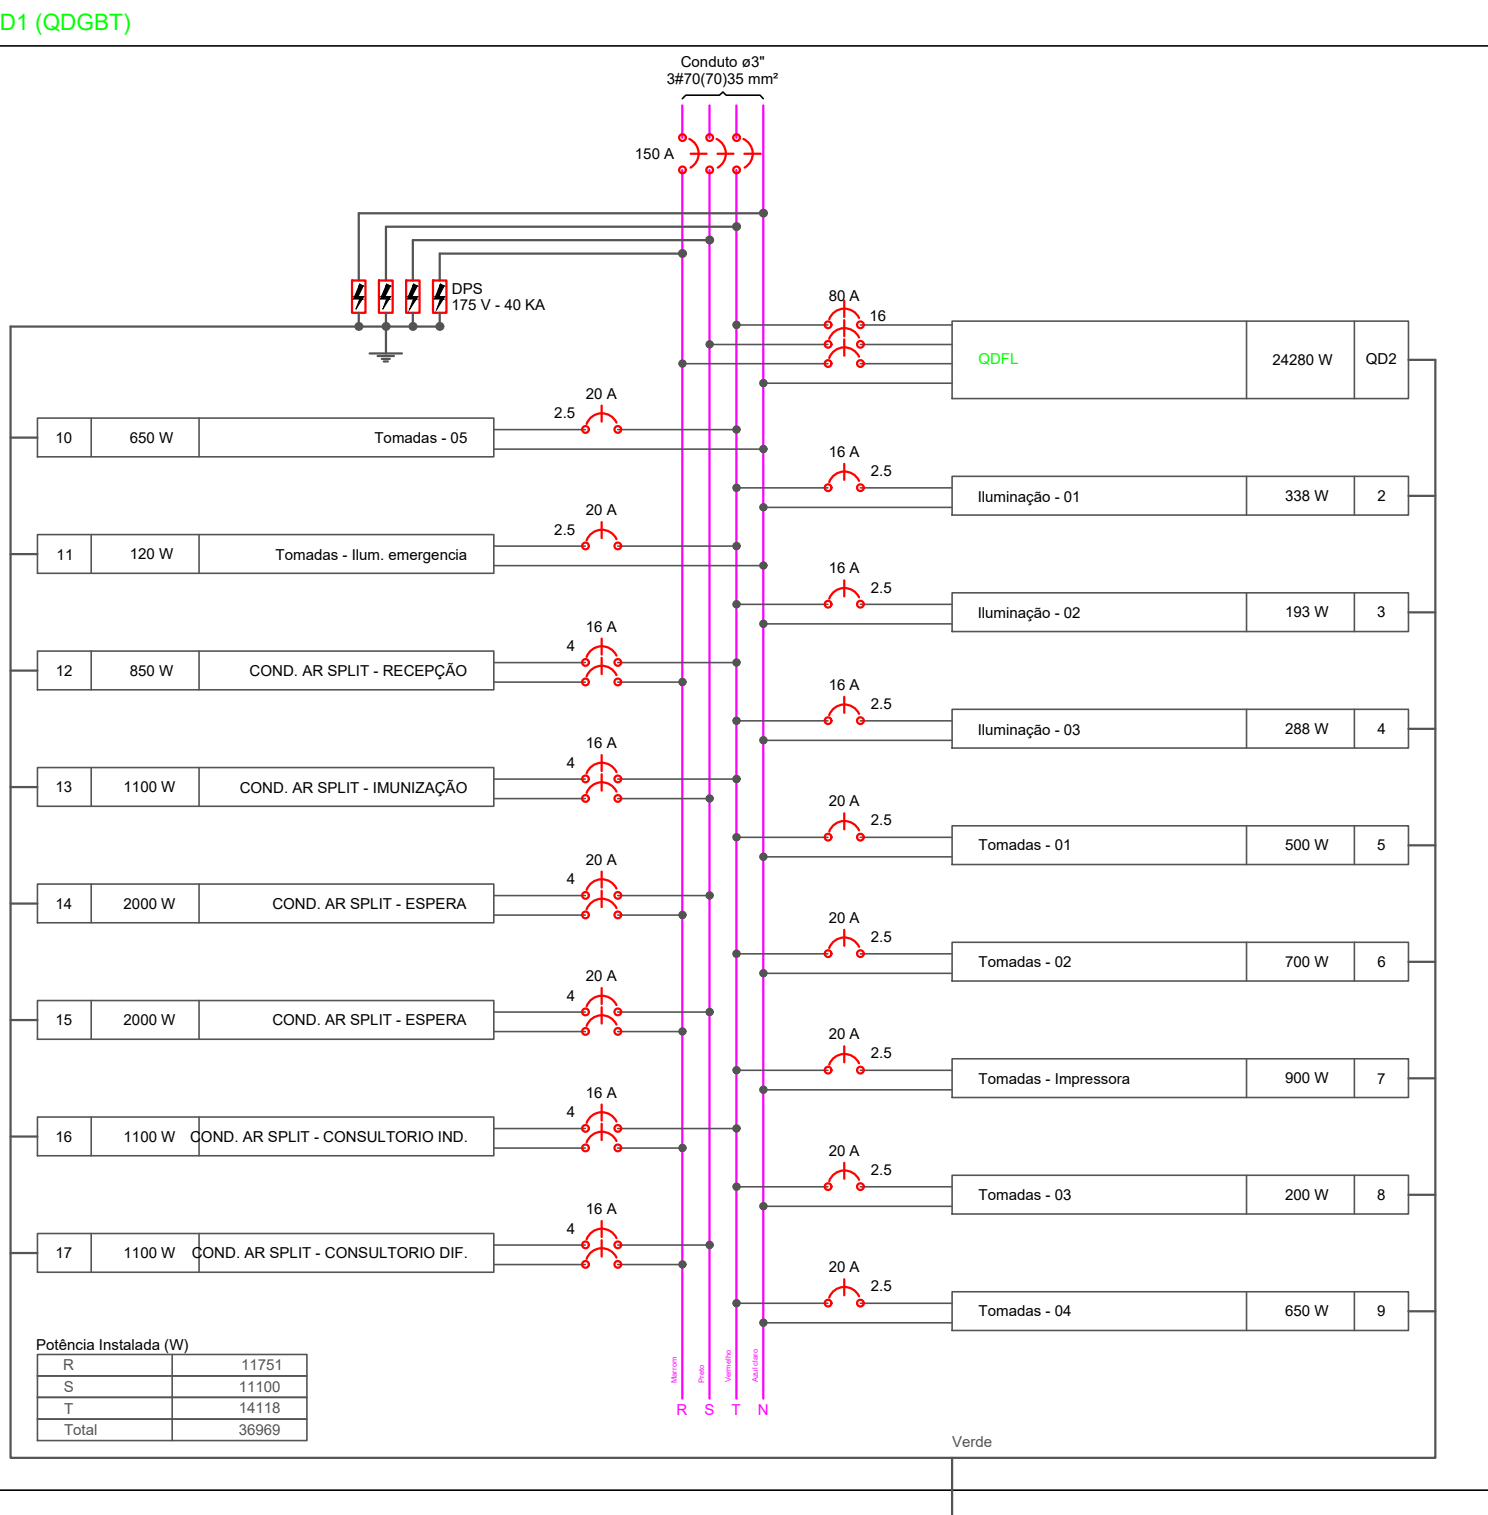 D1 (QDGBT)
Conduto ø3"
3#70(70)35 mm²
150 A
DPS
175 V - 40 KA
80 A
16
QDFL 24280 W QD2
20 A
2.5
10 650 W Tomadas - 05
16 A
2.5
Iluminação - 01 338 W 2
20 A
2.5
11 120 W Tomadas - Ilum. emergencia
16 A
2.5
Iluminação - 02 193 W 3
16 A
4
12 850 W COND. AR SPLIT - RECEPÇÃO
16 A
2.5
Iluminação - 03 288 W 4
16 A
4
13 1100 W COND. AR SPLIT - IMUNIZAÇÃO
20 A
2.5
Tomadas - 01 500 W 5
20 A
4
14 2000 W COND. AR SPLIT - ESPERA
20 A
2.5
Tomadas - 02 700 W 6
20 A
4
15 2000 W COND. AR SPLIT - ESPERA
20 A
2.5
Tomadas - Impressora 900 W 7
16 A
4
16 1100 W COND. AR SPLIT - CONSULTORIO IND.
20 A
2.5
Tomadas - 03 200 W 8
16 A
4
17 1100 W COND. AR SPLIT - CONSULTORIO DIF.
20 A
2.5
Tomadas - 04 650 W 9
Potência Instalada (W)
R 11751
S 11100
T 14118
Total 36969
Marrom
Preto
Vermelho
Azul claro
R S T N
Verde